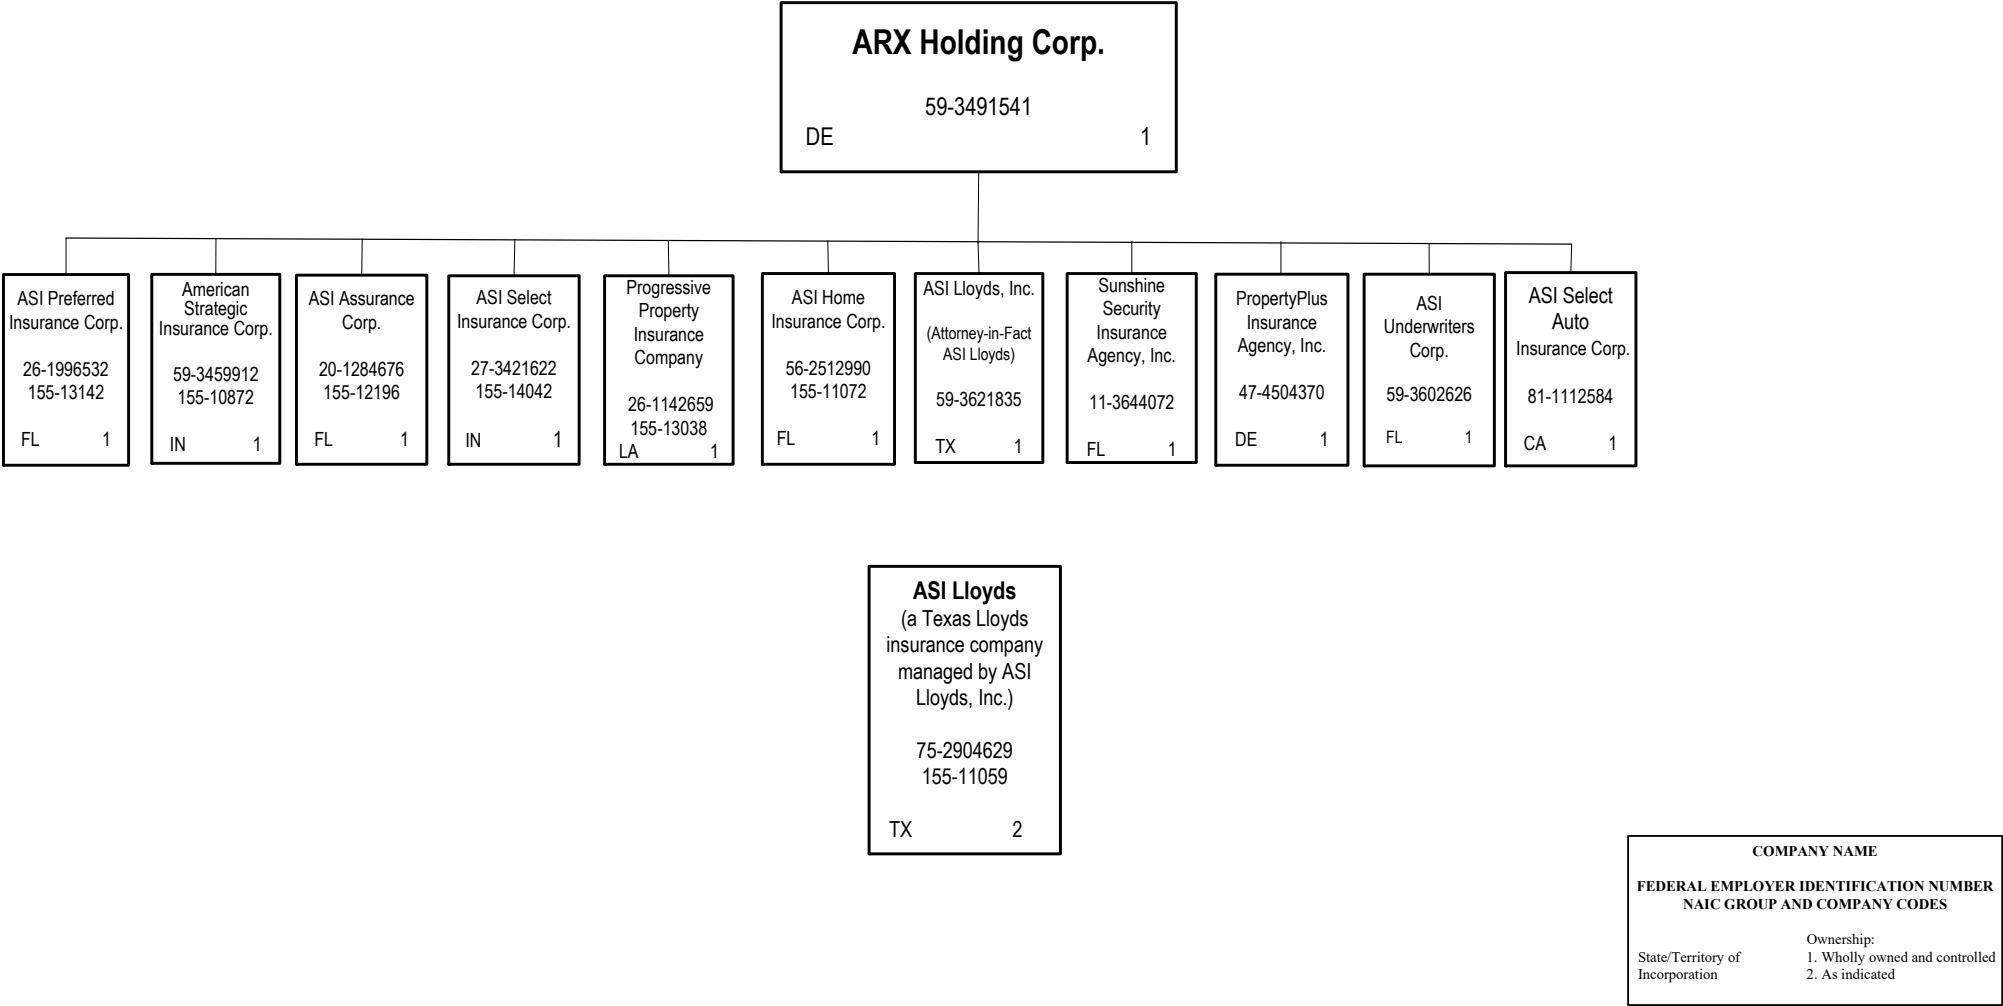 ARX Holding Corp.
59-3491541
DE 1
ASI Preferred
Insurance Corp.
26-1996532
155-13142
FL 1
American
Strategic
Insurance Corp.
59-3459912
155-10872
IN 1
ASI Assurance
Corp.
20-1284676
155-12196
FL 1
ASI Select
Insurance Corp.
27-3421622
155-14042
IN 1
Progressive
Property
Insurance
Company
26-1142659
155-13038
LA 1
ASI Home
Insurance Corp.
56-2512990
155-11072
FL 1
ASI Lloyds, Inc.
(Attorney-in-Fact
ASI Lloyds)
59-3621835
TX 1
Sunshine
Security
Insurance
Agency, Inc.
11-3644072
FL 1
PropertyPlus
Insurance
Agency, Inc.
47-4504370
DE 1
ASI
Underwriters
Corp.
59-3602626
FL 1
ASI Select
Auto
Insurance Corp.
81-1112584
CA 1
ASI Lloyds
(a Texas Lloyds
insurance company
managed by ASI
Lloyds, Inc.)
75-2904629
155-11059
TX 2
COMPANY NAME
FEDERAL EMPLOYER IDENTIFICATION NUMBER
NAIC GROUP AND COMPANY CODES
Ownership:
State/Territory of 1. Wholly owned and controlled
Incorporation 2. As indicated